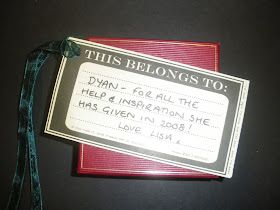 THIS BELONGS TO:
DYAN - FOR ALL THE
HELP & INSPIRATION SHE
HAS GIVEN IN 2008!
LOVE LISA